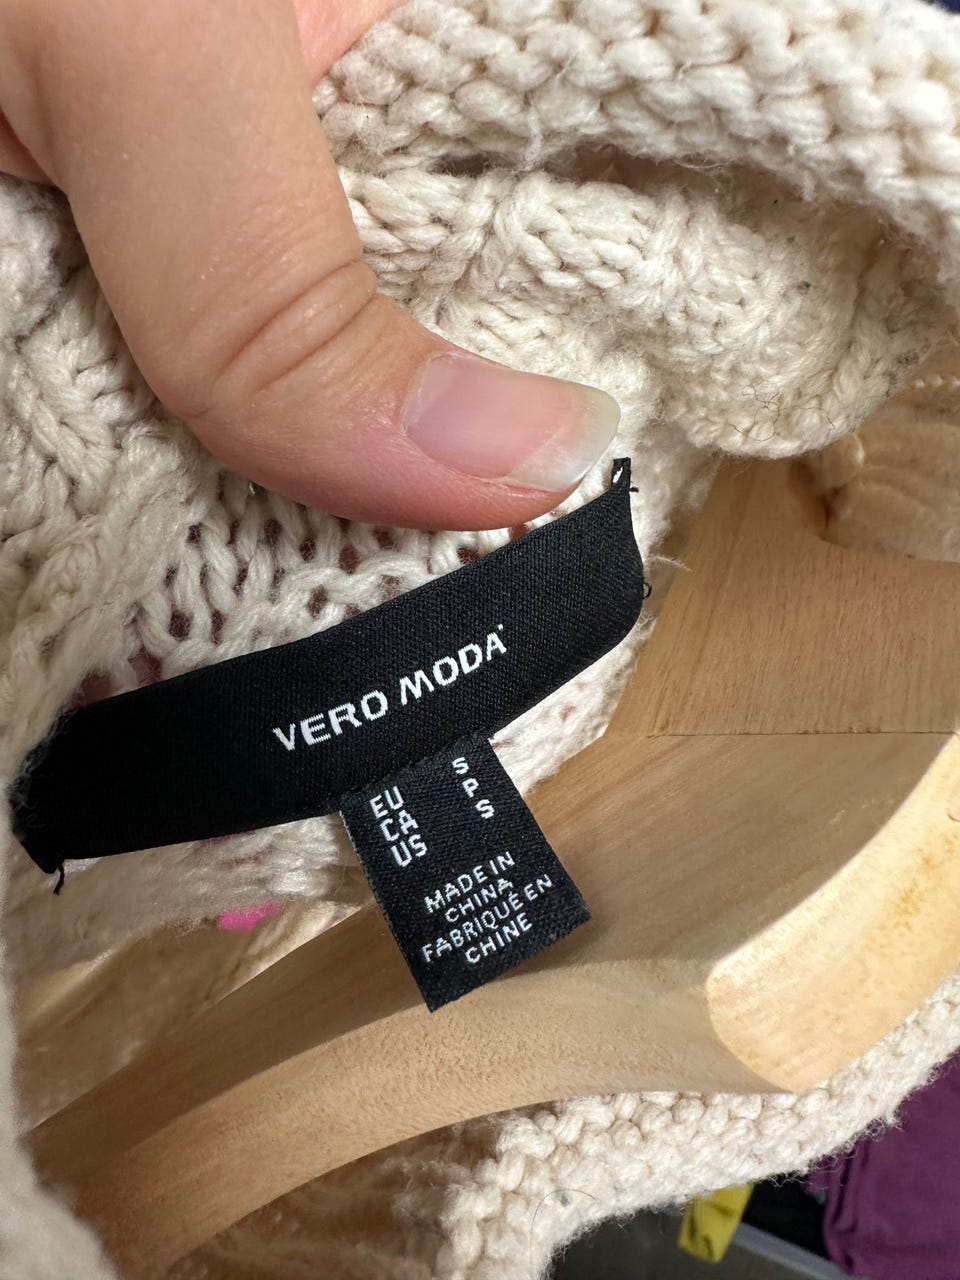 VERO MODA
EU S
CA P
US S
MADE IN
CHINA
FABRIQUÉ EN
CHINE